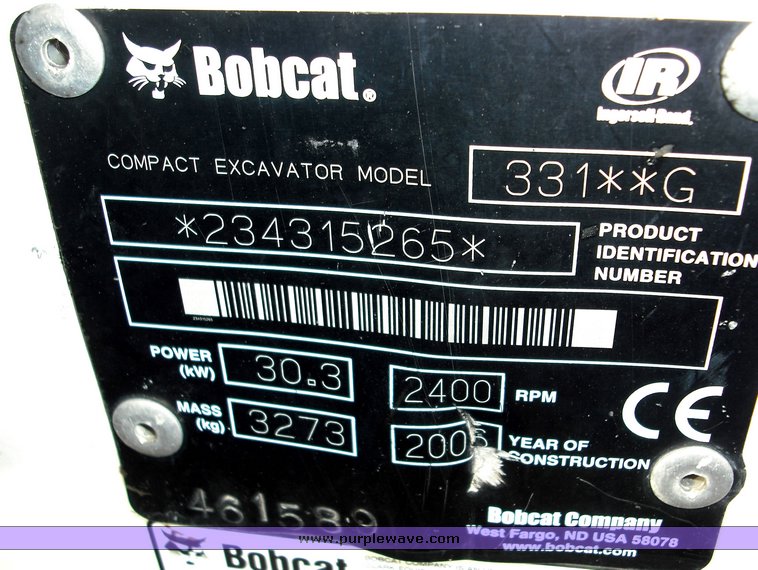 Bobcat®
IR
Ingersoll Rand.
COMPACT EXCAVATOR MODEL 331**G
*234315265* PRODUCT IDENTIFICATION NUMBER
234315265
POWER (kW) 30.3 2400 RPM
MASS (kg) 3273 YEAR OF CONSTRUCTION
CE
461589
Bobcat Company
West Fargo, ND USA 58078
www.bobcat.com
www.purplewave.com
Bobcat